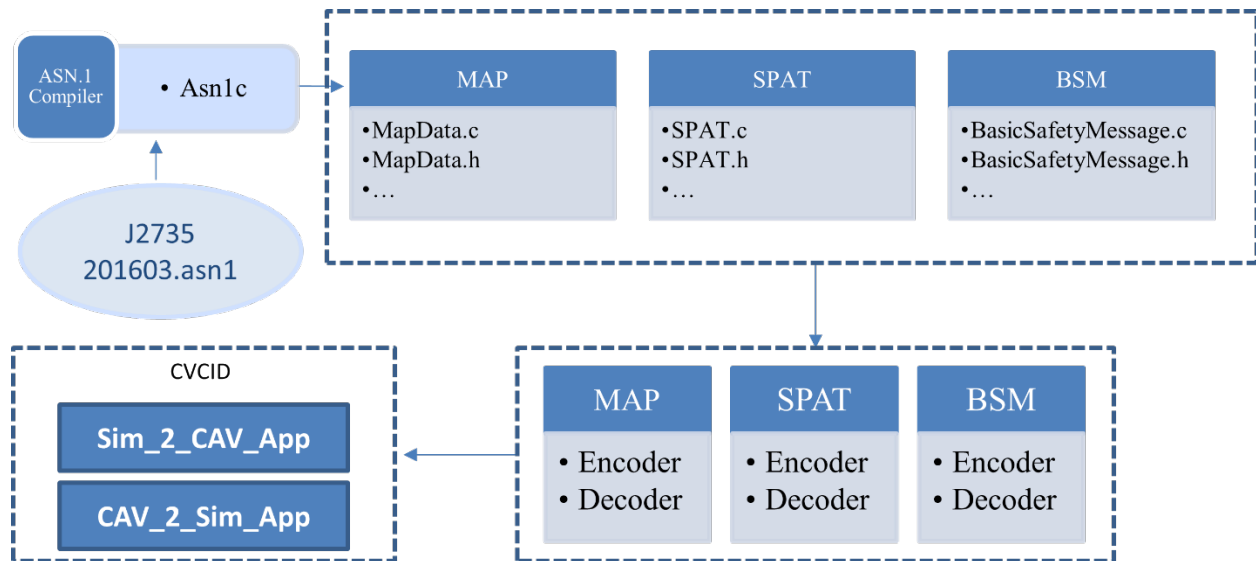 ASN.1
Compiler
• Asn1c
MAP
•MapData.c
•MapData.h
•…
SPAT
•SPAT.c
•SPAT.h
•…
BSM
•BasicSafetyMessage.c
•BasicSafetyMessage.h
•…
J2735
201603.asn1
CVCID
Sim_2_CAV_App
CAV_2_Sim_App
MAP
• Encoder
• Decoder
SPAT
• Encoder
• Decoder
BSM
• Encoder
• Decoder